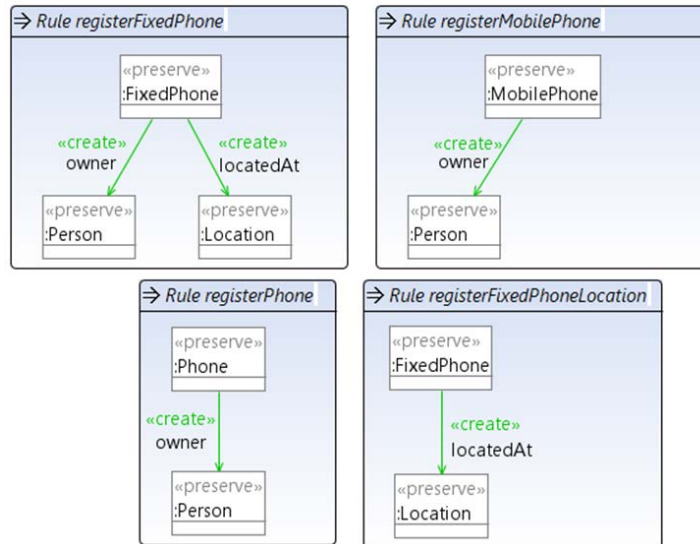 ⇒ Rule registerFixedPhone
«preserve»
:FixedPhone
«create»
owner
«create»
locatedAt
«preserve»
:Person
«preserve»
:Location
⇒ Rule registerMobilePhone
«preserve»
:MobilePhone
«create»
owner
«preserve»
:Person
⇒ Rule registerPhone
«preserve»
:Phone
«create»
owner
«preserve»
:Person
⇒ Rule registerFixedPhoneLocation
«preserve»
:FixedPhone
«create»
locatedAt
«preserve»
:Location